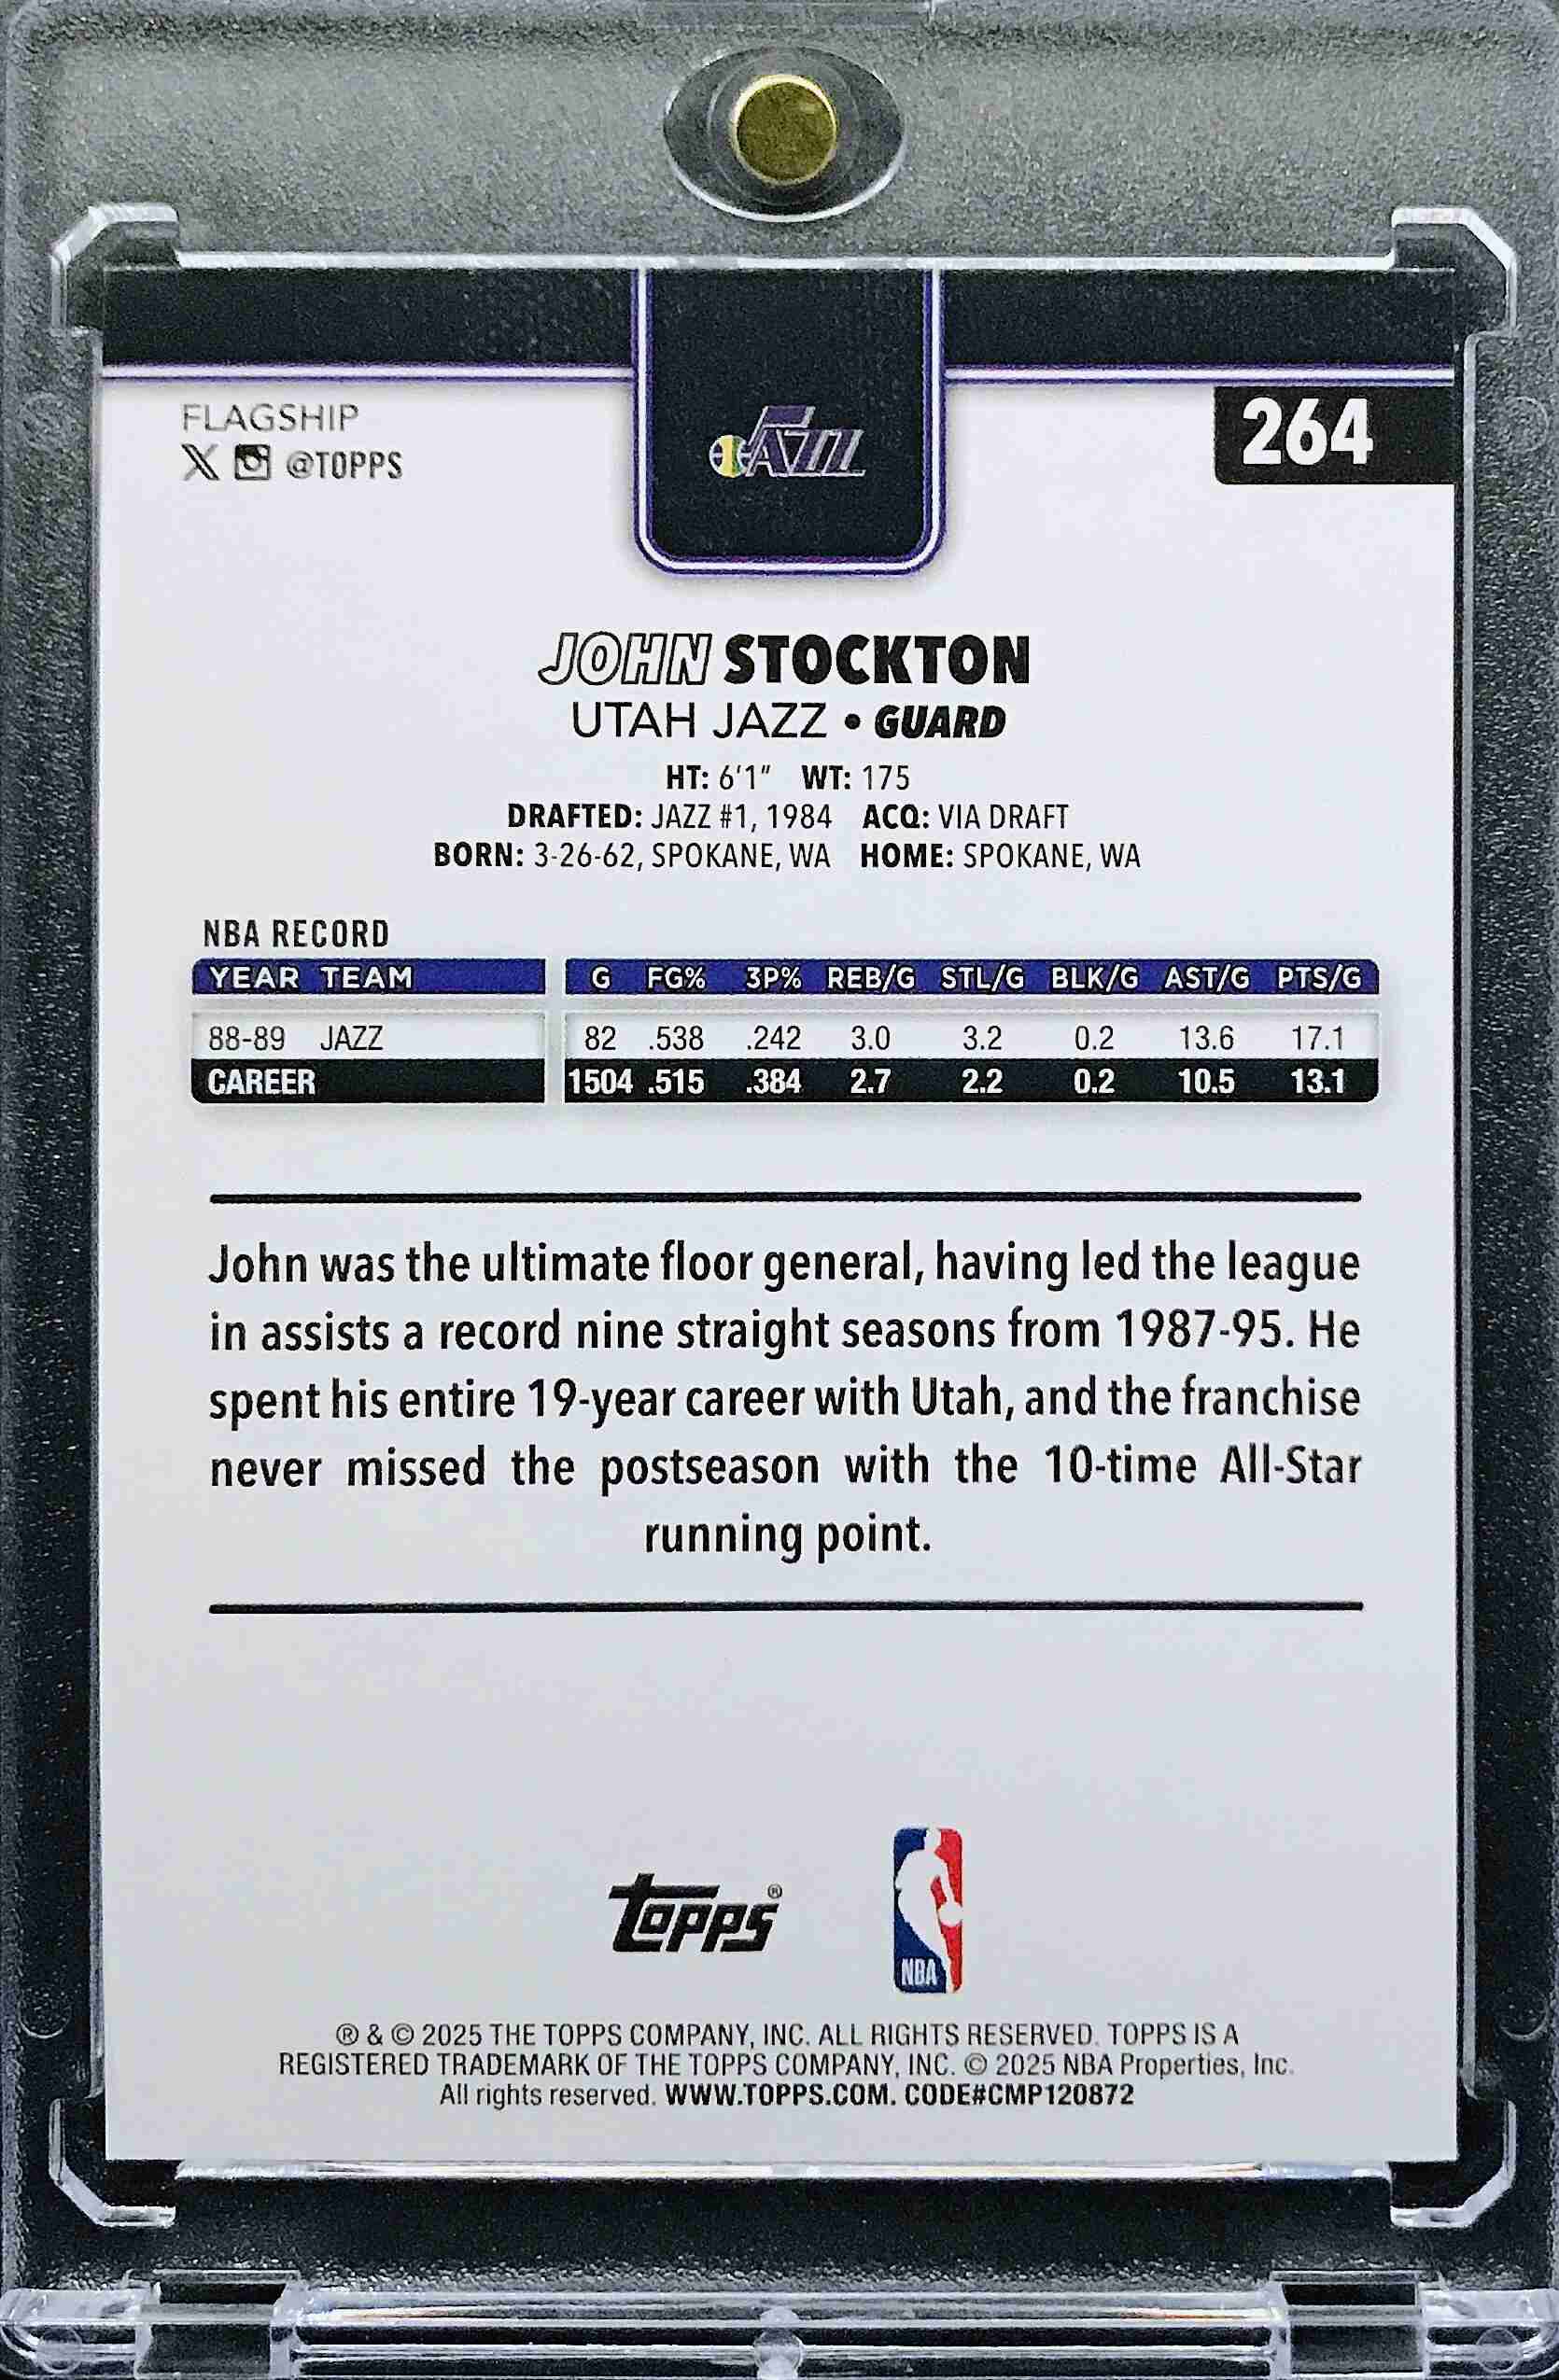 FLAGSHIP
JAZZ
264
X @TOPPS
JOHN STOCKTON
UTAH JAZZ • GUARD
HT: 6'1" WT: 175
DRAFTED: JAZZ #1, 1984 ACQ: VIA DRAFT
BORN: 3-26-62, SPOKANE, WA HOME: SPOKANE, WA
NBA RECORD
YEAR TEAM G FG% 3P% REB/G STL/G BLK/G AST/G PTS/G
88-89 JAZZ 82 .538 .242 3.0 3.2 0.2 13.6 17.1
CAREER 1504 .515 .384 2.7 2.2 0.2 10.5 13.1
John was the ultimate floor general, having led the league
in assists a record nine straight seasons from 1987-95. He
spent his entire 19-year career with Utah, and the franchise
never missed the postseason with the 10-time All-Star
running point.
topps®
NBA
® & © 2025 THE TOPPS COMPANY, INC. ALL RIGHTS RESERVED. TOPPS IS A
REGISTERED TRADEMARK OF THE TOPPS COMPANY, INC. © 2025 NBA Properties, Inc.
All rights reserved. WWW.TOPPS.COM. CODE#CMP120872